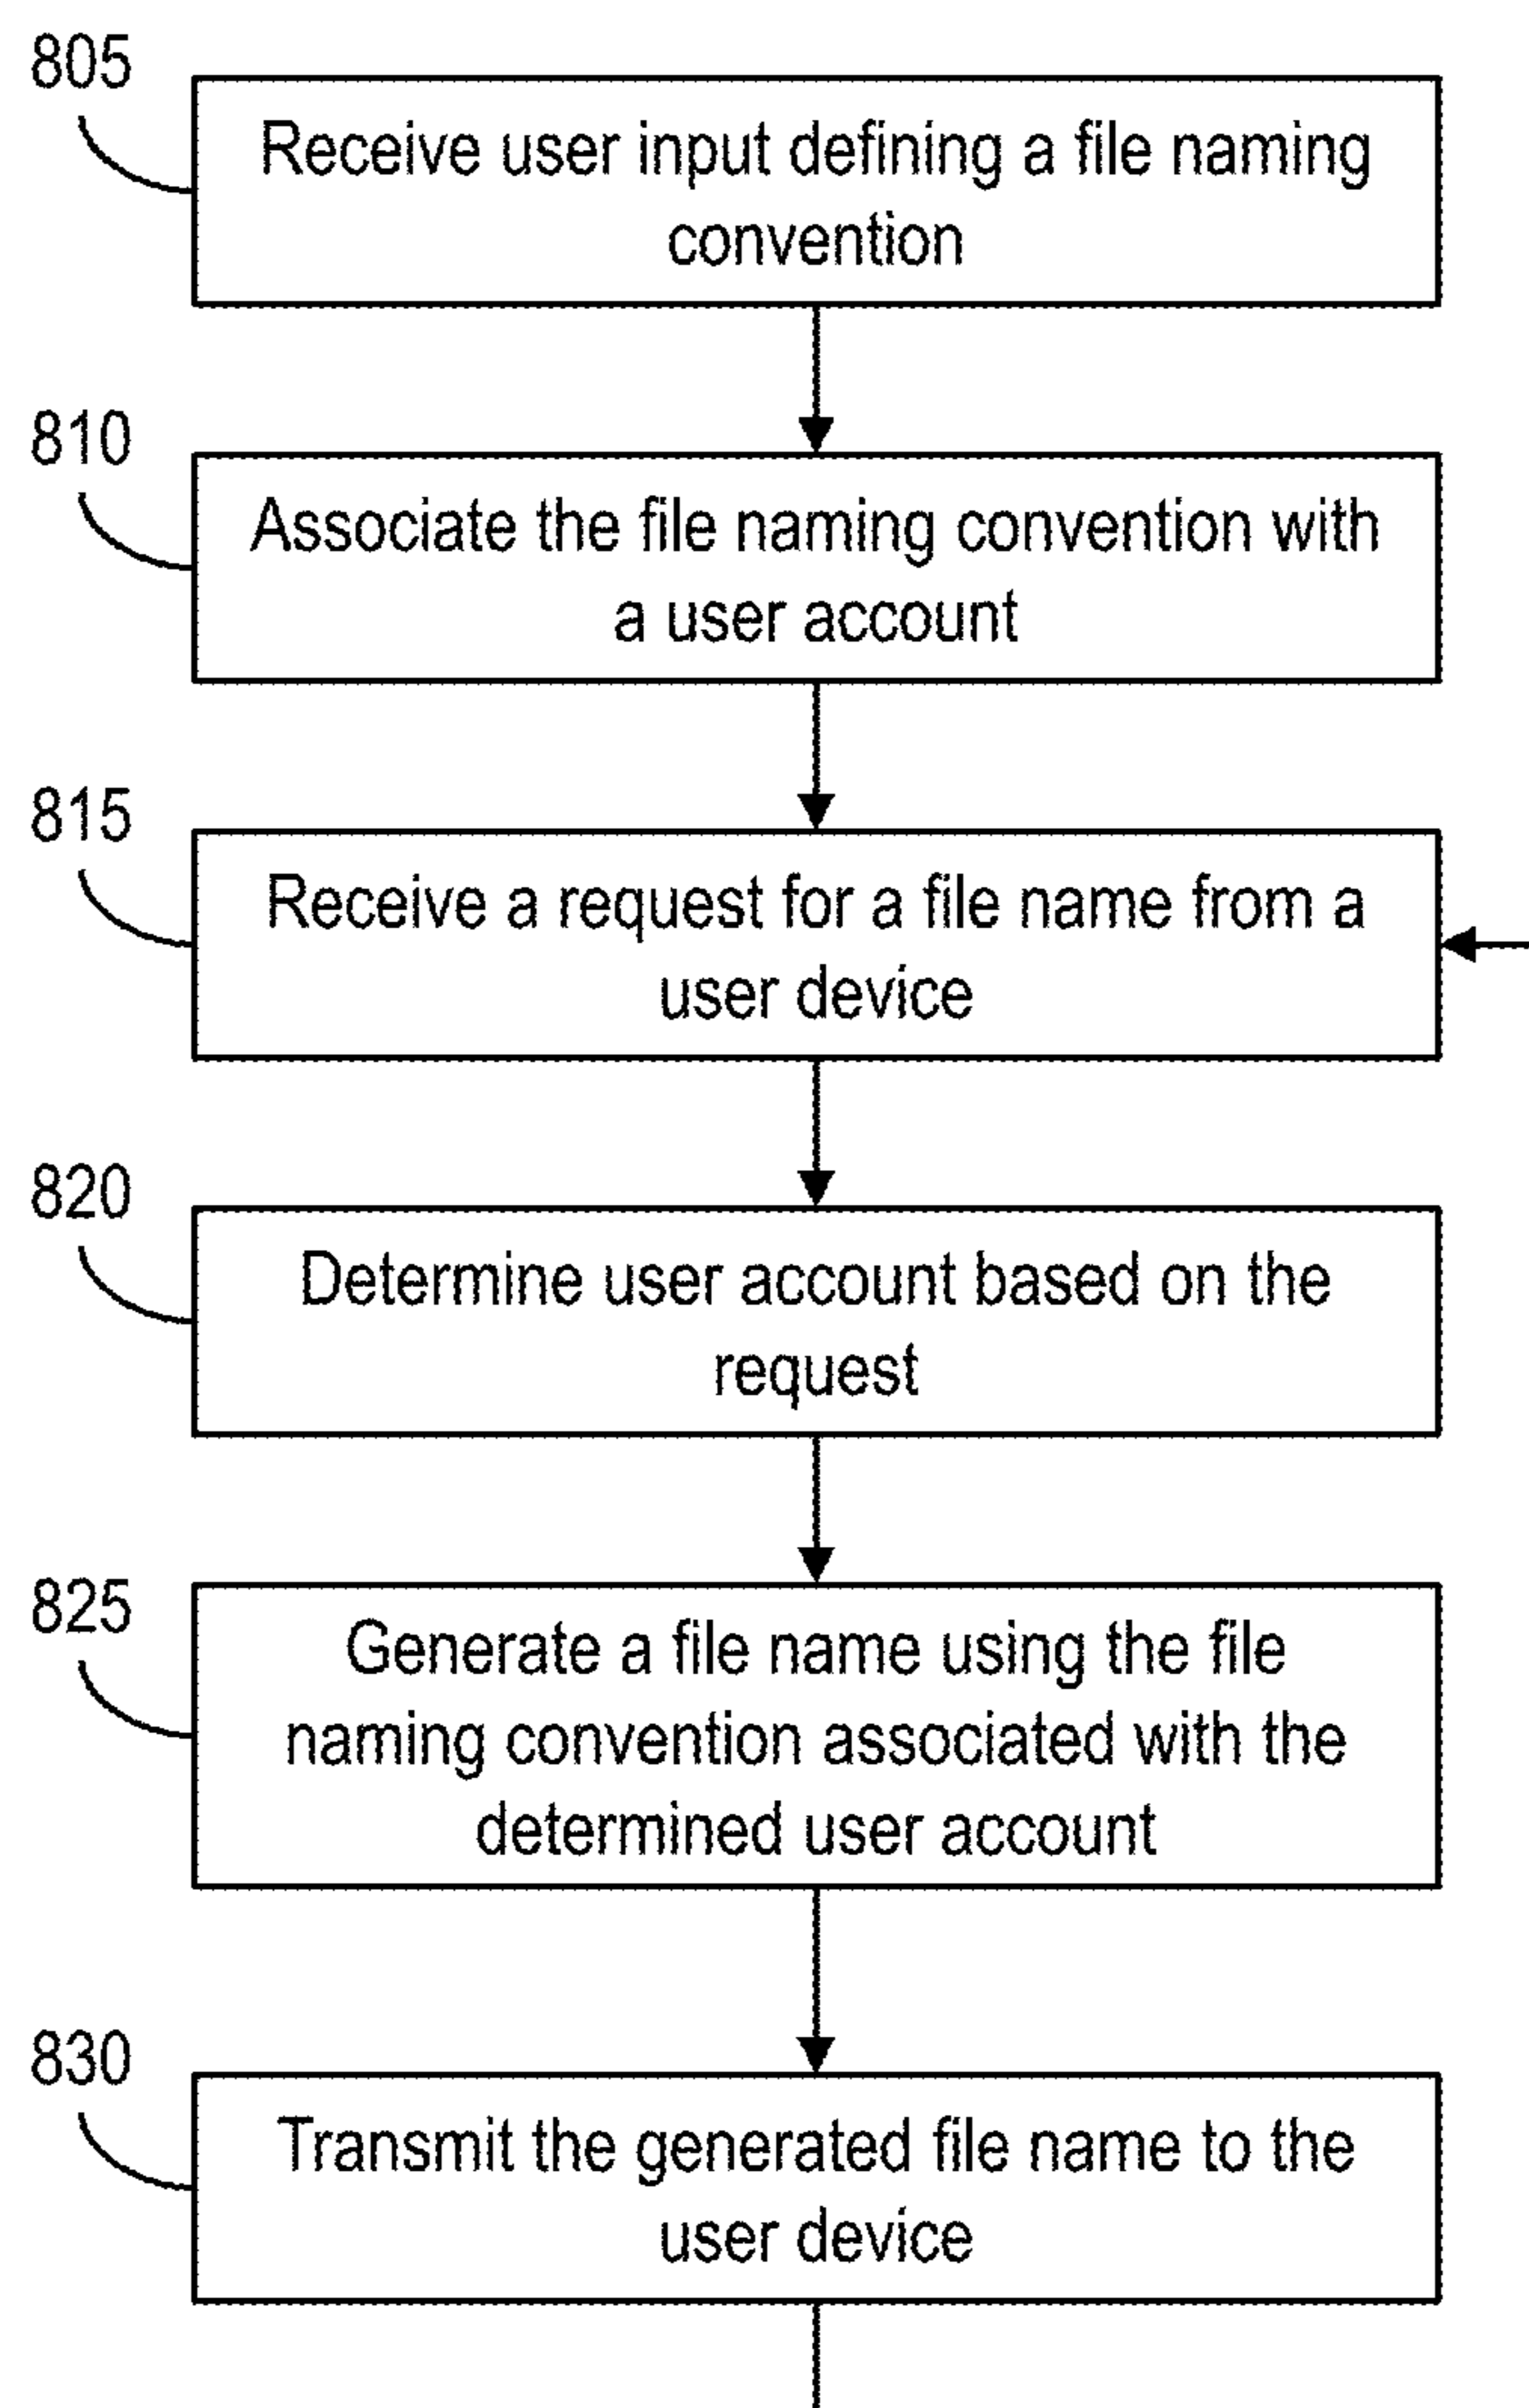 805
Receive user input defining a file naming
convention
810
Associate the file naming convention with
a user account
815
Receive a request for a file name from a
user device
820
Determine user account based on the
request
825
Generate a file name using the file
naming convention associated with the
determined user account
830
Transmit the generated file name to the
user device